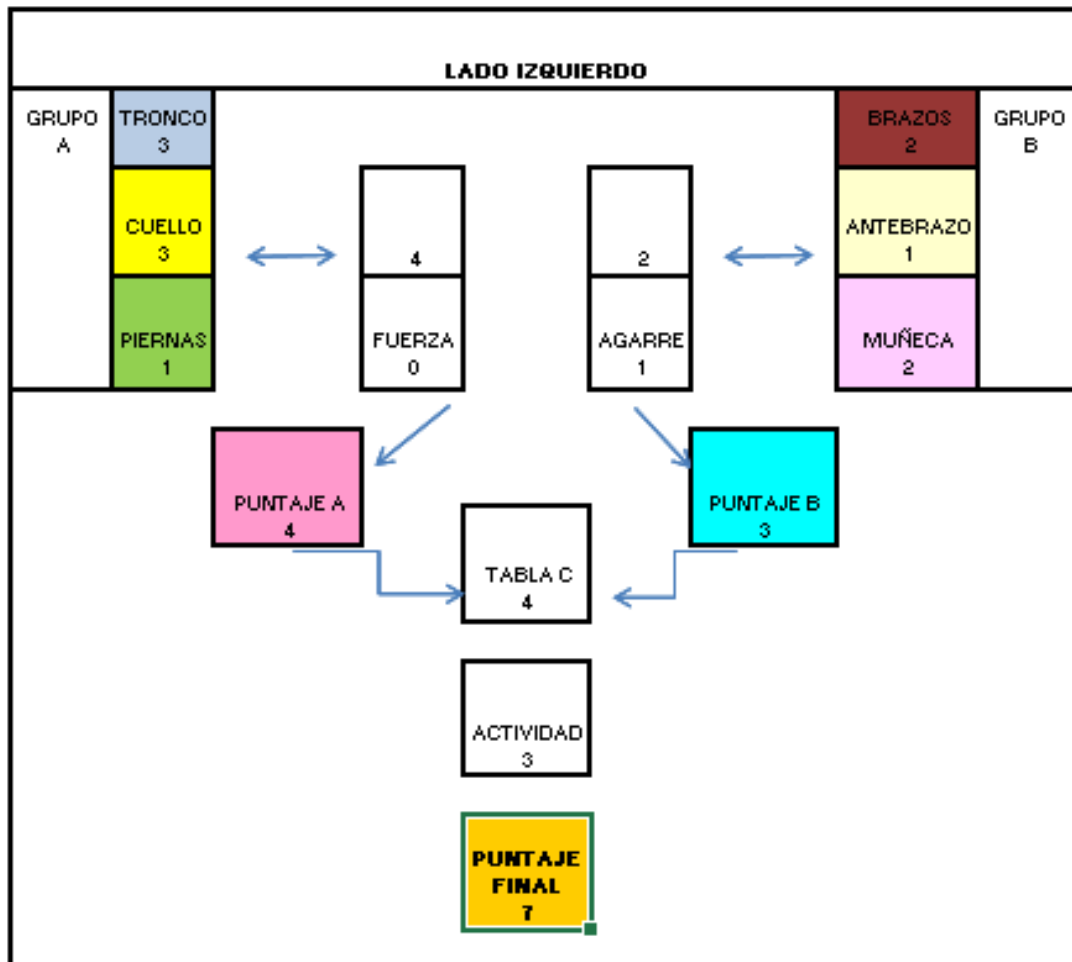 LADO IZQUIERDO
GRUPO
A
TRONCO
3
BRAZOS
2
GRUPO
B
CUELLO
3
4
2
ANTEBRAZO
1
PIERNAS
1
FUERZA
0
AGARRE
1
MUÑECA
2
PUNTAJE A
4
PUNTAJE B
3
TABLA C
4
ACTIVIDAD
3
PUNTAJE
FINAL
7